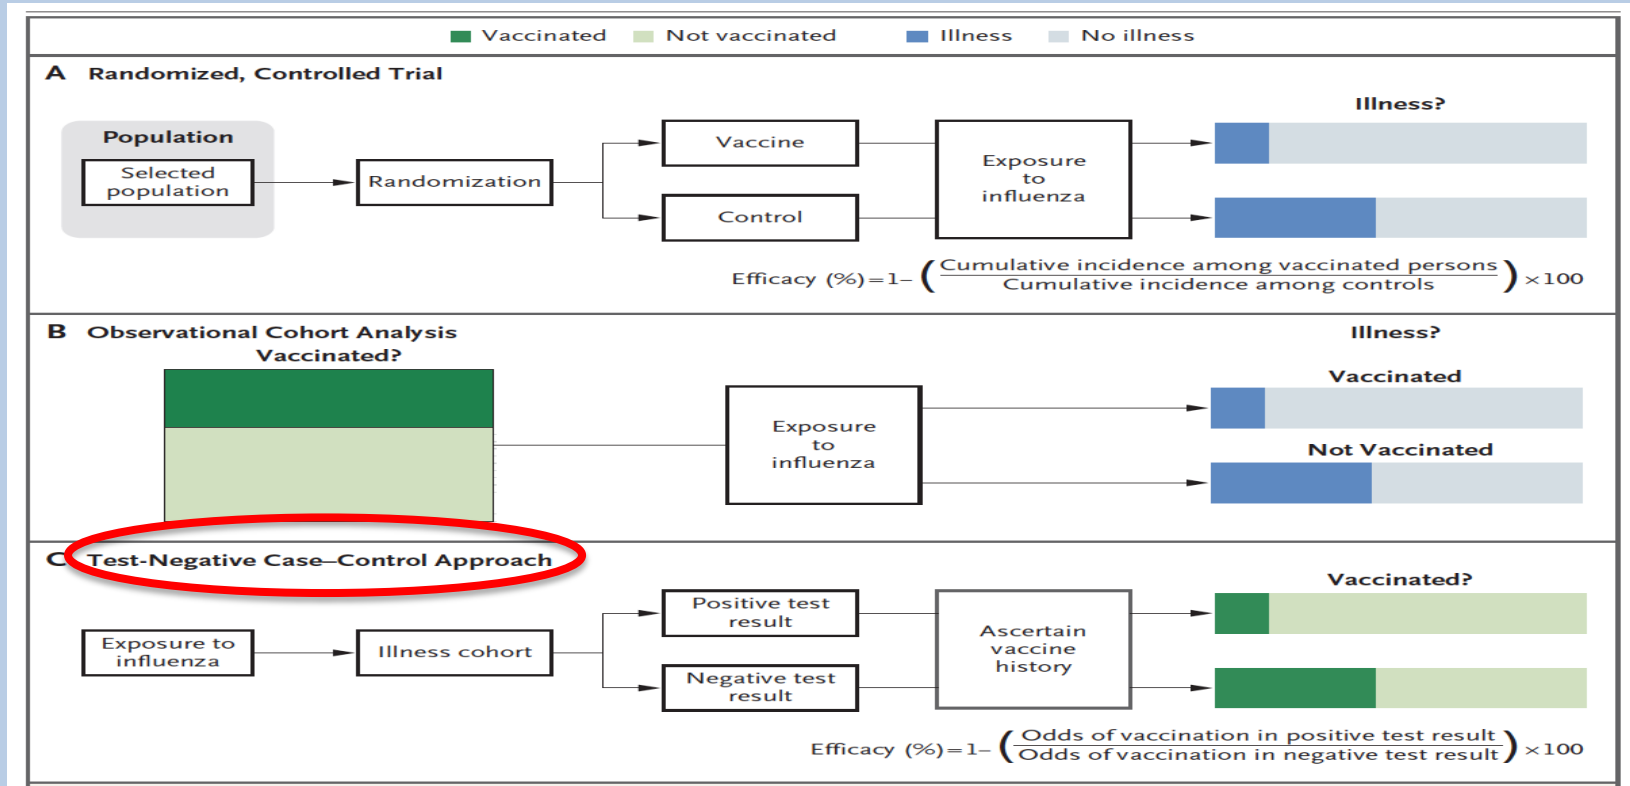 Vaccinated Not vaccinated Illness No illness
A Randomized, Controlled Trial
Illness?
Population
Selected
population
Randomization
Vaccine
Control
Exposure
to
influenza
Efficacy (%)=1– (Cumulative incidence among vaccinated persons
Cumulative incidence among controls) ×100
B Observational Cohort Analysis
Vaccinated?
Illness?
Exposure
to
influenza
Vaccinated
Not Vaccinated
C Test-Negative Case–Control Approach
Vaccinated?
Exposure to
influenza
Illness cohort
Positive test
result
Negative test
result
Ascertain
vaccine
history
Efficacy (%)=1– (Odds of vaccination in positive test result
Odds of vaccination in negative test result) ×100